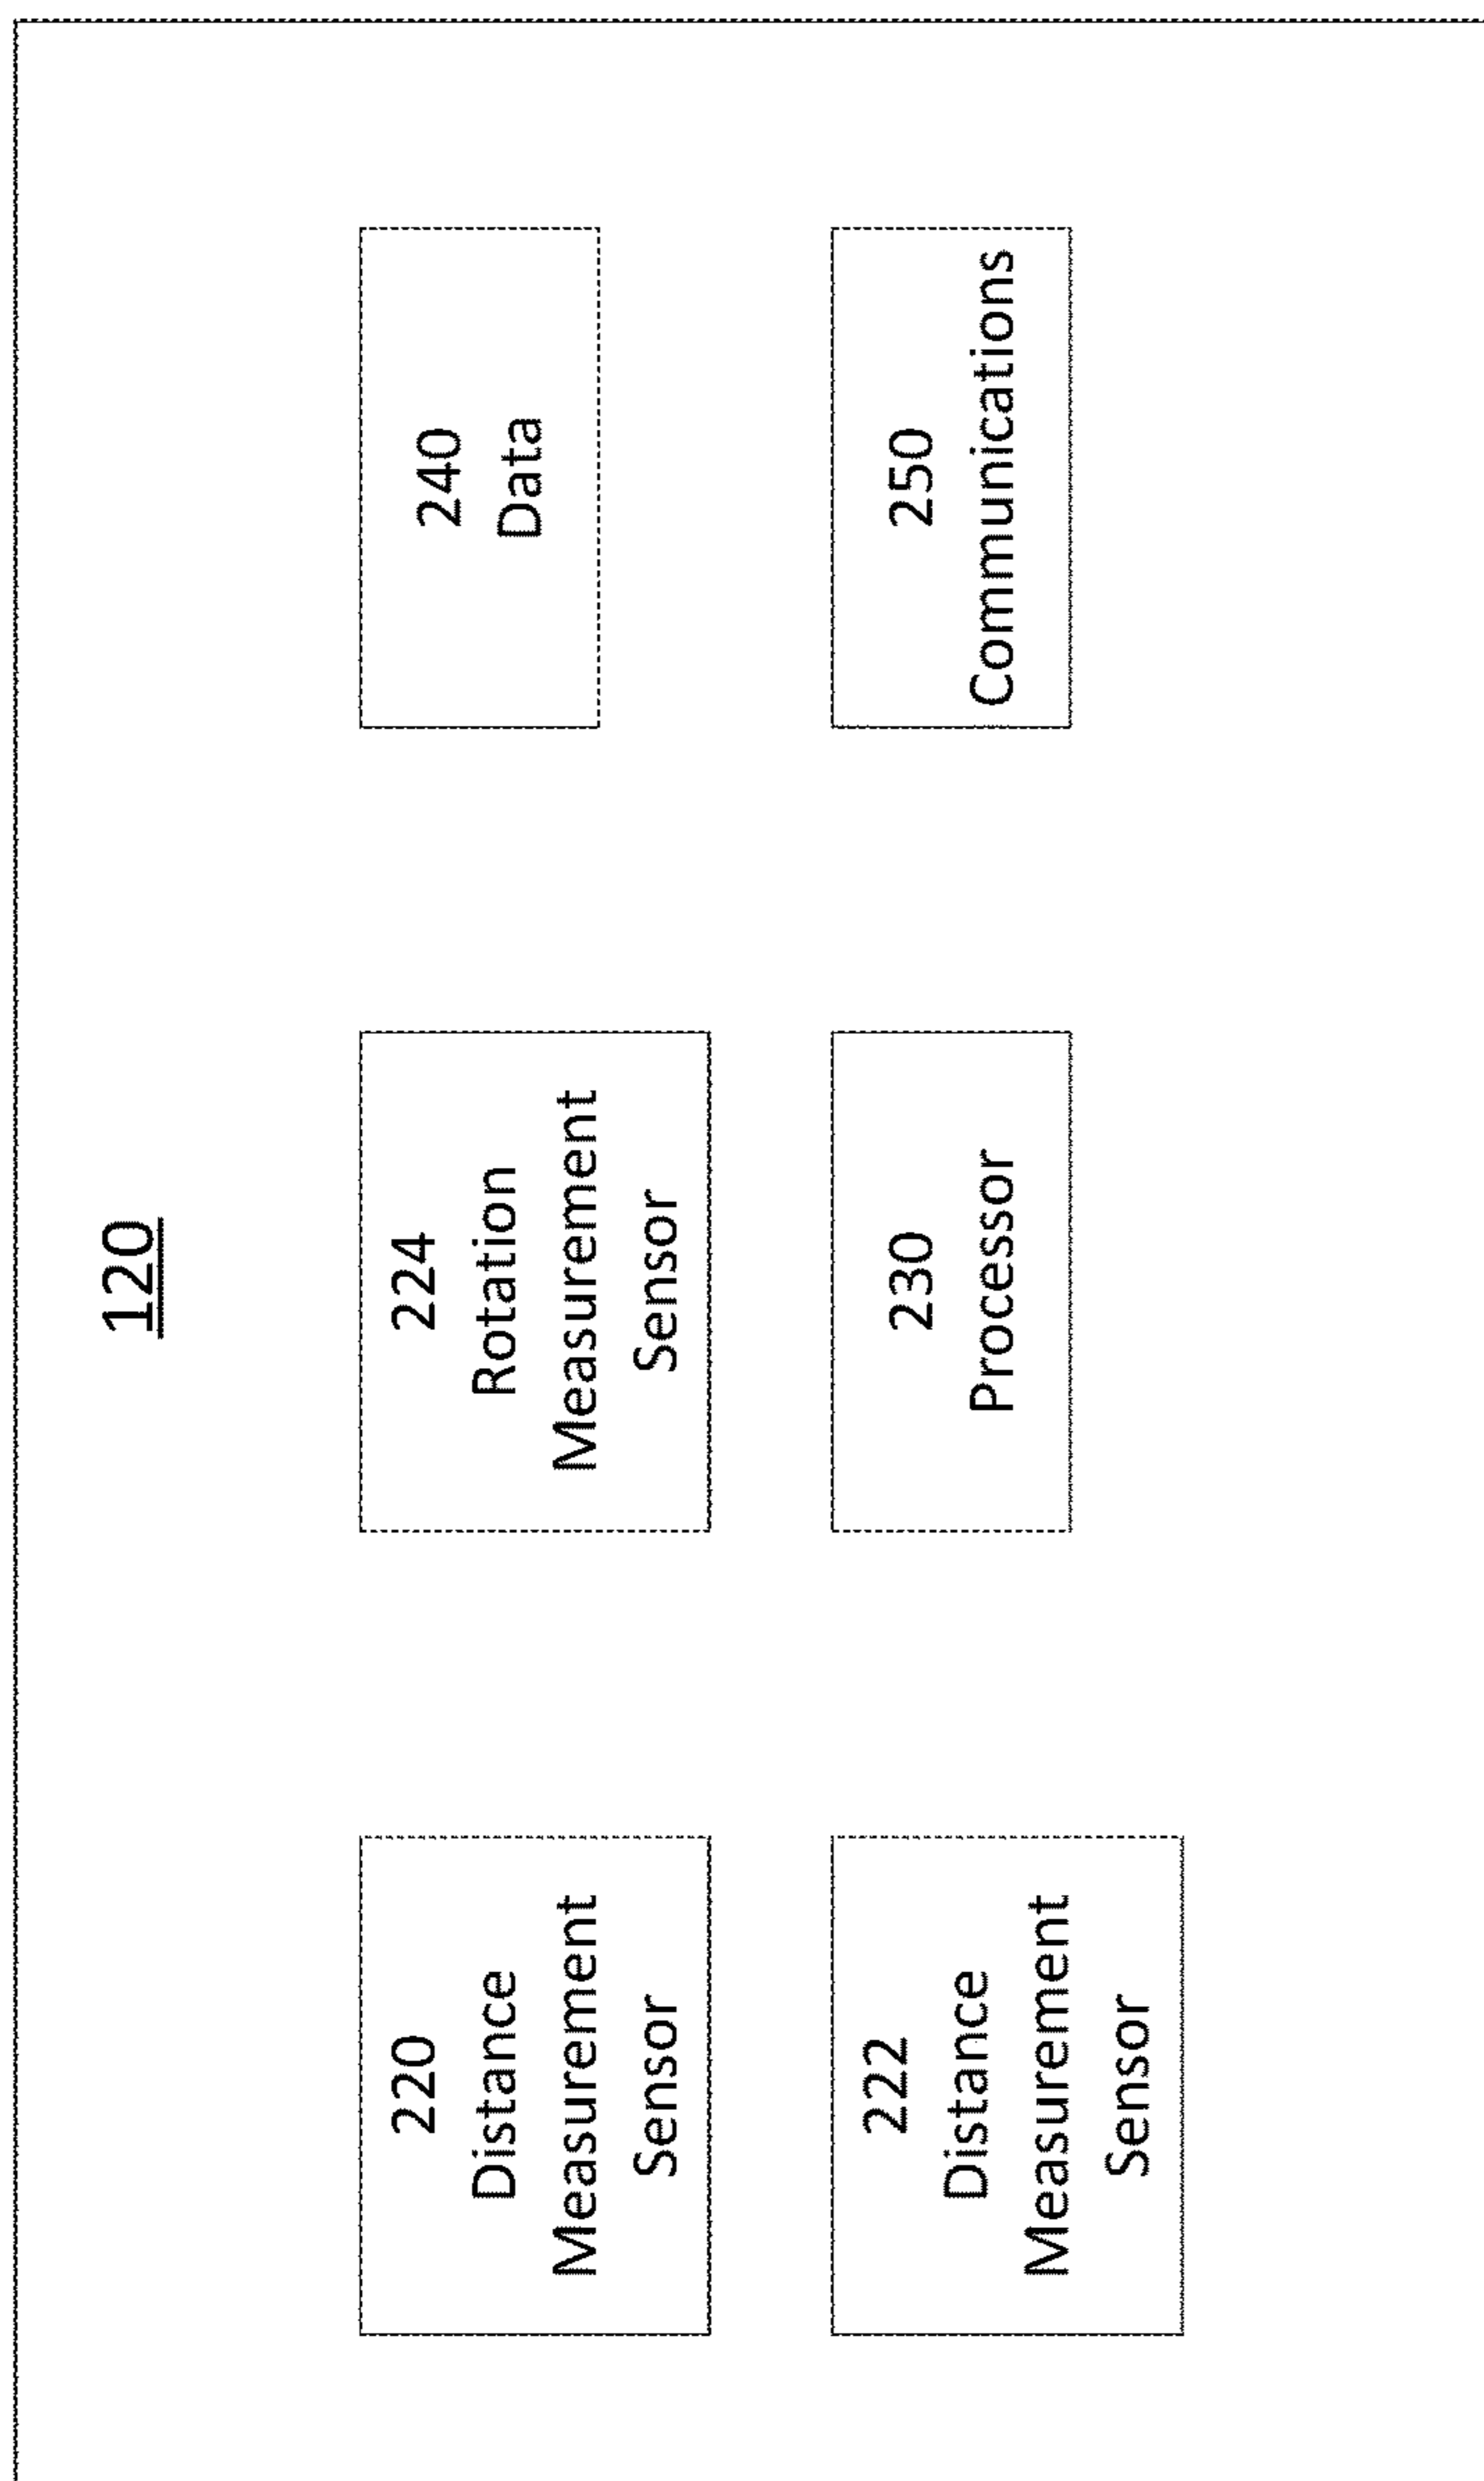 120
220
Distance
Measurement
Sensor
224
Rotation
Measurement
Sensor
240
Data
222
Distance
Measurement
Sensor
230
Processor
250
Communications